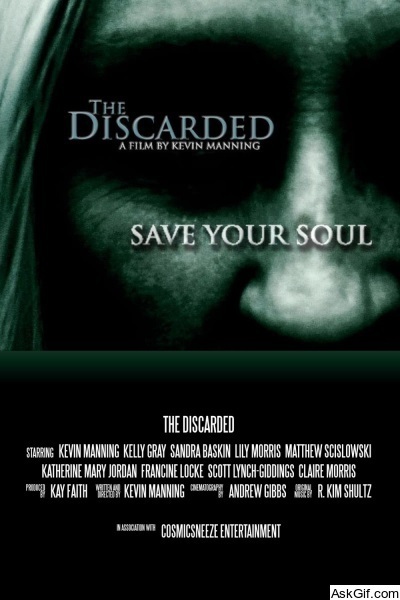 THE
DISCARDED
A FILM BY KEVIN MANNING
SAVE YOUR SOUL
THE DISCARDED
STARRING KEVIN MANNING KELLY GRAY SANDRA BASKIN LILY MORRIS MATTHEW SCISLOWSKI
KATHERINE MARY JORDAN FRANCINE LOCKE SCOTT LYNCH-GIDDINGS CLAIRE MORRIS
PRODUCED BY KAY FAITH WRITTEN AND DIRECTED BY KEVIN MANNING CINEMATOGRAPHY BY ANDREW GIBBS ORIGINAL MUSIC BY R. KIM SHULTZ
IN ASSOCIATION WITH COSMICSNEEZE ENTERTAINMENT
AskGif.com